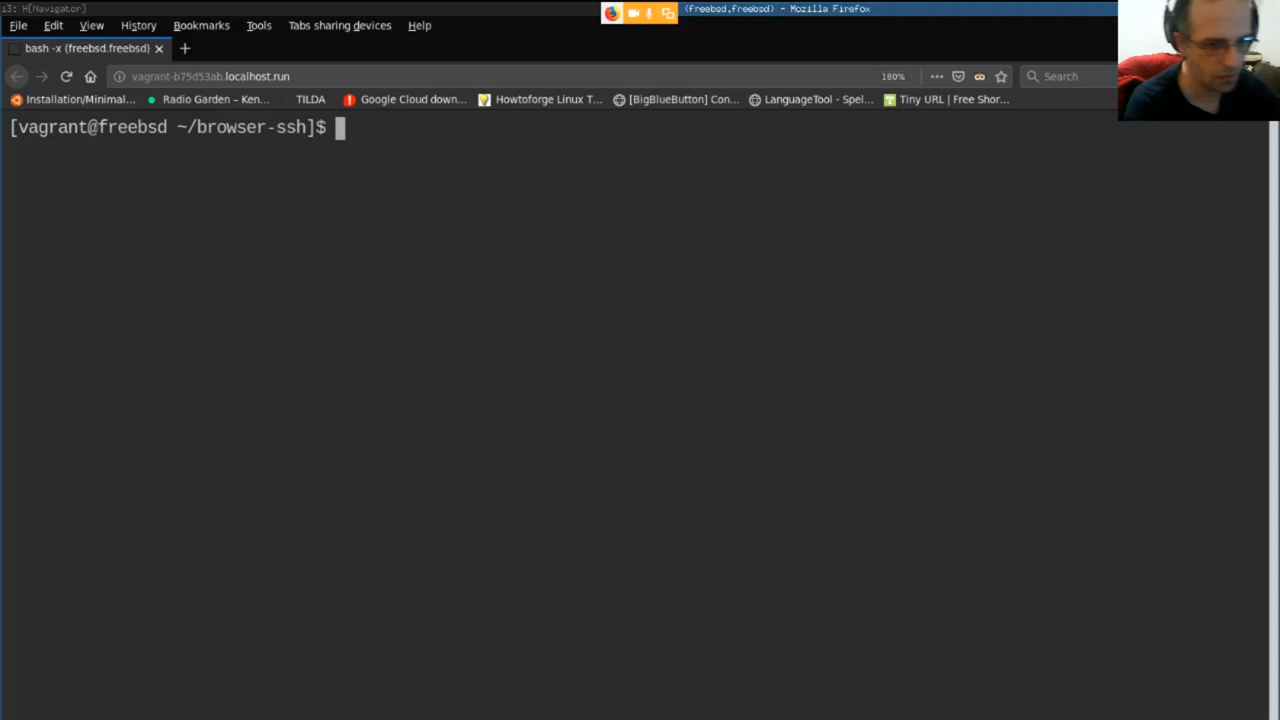 i3: H[Navigator]
(freebsd.freebsd) - Mozilla Firefox
File Edit View History Bookmarks Tools Tabs sharing devices Help
bash -x (freebsd.freebsd)
vagrant-b75d53ab.localhost.run 180% Search
Installation/Minimal... Radio Garden – Ken... TILDA Google Cloud down... Howtoforge Linux T... [BigBlueButton] Con... LanguageTool - Spel... Tiny URL | Free Shor...
[vagrant@freebsd ~/browser-ssh]$